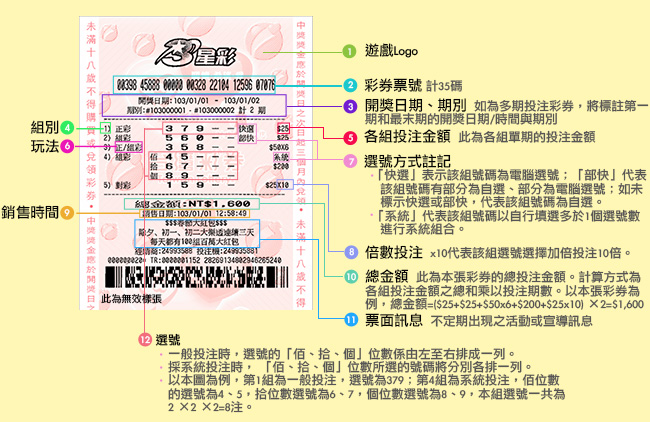 未滿十八歲不得購買或兌領彩券•中獎獎金應於開獎日之
中獎獎金應於開獎日之次日起三個月內兌領•未滿十八歲不得
3星彩
00398 45888 00000 00328 22104 12596 07076
開獎日期:103/01/01 - 103/01/02
期別:#103000001 - #103000002 計 2 期
1) 正彩 3 7 9 - - 快選 $25
2) 組彩 5 6 0 - - 部快 $25
3) 正/組彩 3 5 8 - - $50X6
4) 組彩 佰 4 5 - - 系統
拾 6 7 - - $200
個 8 9 - -
5) 對彩 1 5 9 - - $25X10
總金額:NT$1,600
銷售日期:103/01/01 12:58:49
$$$春節大紅包$$$
除夕、初一、初二大樂透連續三天
每天都有100組百萬大紅包
經銷商:24993588 投注機:249935881
0000000204 TR:0000001152 28269134802946265240
此為無效樣張
組別 4
玩法 6
銷售時間 9
1 遊戲Logo
2 彩券票號 計35碼
3 開獎日期、期別 如為多期投注彩券，將標註第一
期和最末期的開獎日期/時間與期別
5 各組投注金額 此為各組單期的投注金額
7 選號方式註記
·「快選」表示該組號碼為電腦選號；「部快」代表
該組號碼有部分為自選、部分為電腦選號；如未
標示快選或部快，代表該組號碼為自選。
·「系統」代表該組號碼以自行填選多於1個選號數
進行系統組合。
8 倍數投注 x10代表該組選號選擇加倍投注10倍。
10 總金額 此為本張彩券的總投注金額。計算方式為
各組投注金額之總和乘以投注期數。以本張彩券為
例，總金額=($25+$25+$50x6+$200+$25x10) ×2=$1,600
11 票面訊息 不定期出現之活動或宣導訊息
12 選號
· 一般投注時，選號的「佰、拾、個」位數係由左至右排成一列。
· 採系統投注時，「佰、拾、個」位數所選的號碼將分別各排一列。
· 以本圖為例，第1組為一般投注，選號為379；第4組為系統投注，佰位數
的選號為4、5，拾位數選號為6、7，個位數選號為8、9，本組選號一共為
2 ×2 ×2=8注。